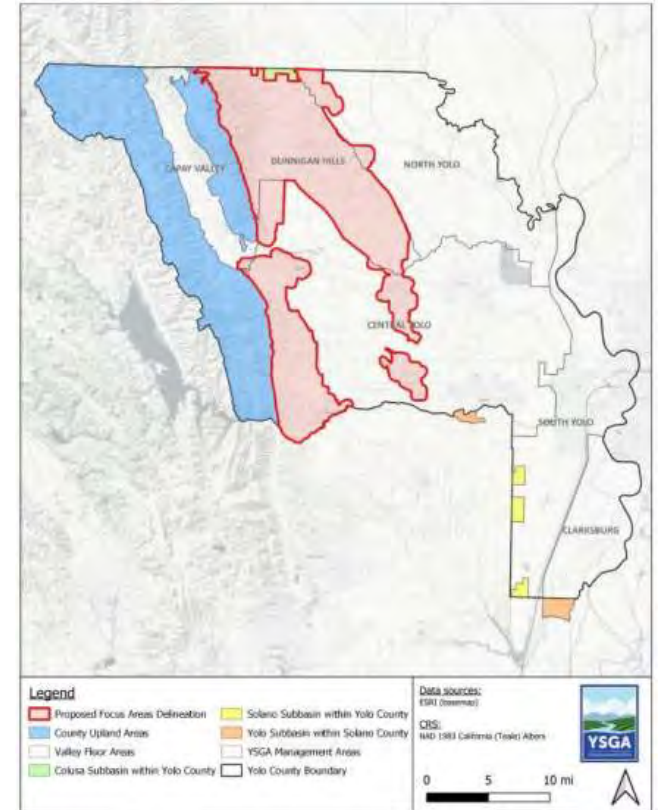 CAPAY VALLEY
DUNNIGAN HILLS
NORTH YOLO
CENTRAL YOLO
SOUTH YOLO
CLARKSBURG
Legend
Proposed Focus Areas Delineation
County Upland Areas
Valley Floor Areas
Colusa Subbasin within Yolo County
Solano Subbasin within Yolo County
Yolo Subbasin within Solano County
YSGA Management Areas
Yolo County Boundary
Data sources:
ESRI (basemap)
CRS:
NAD 1983 California (Teale) Albers
0 5 10 mi
YSGA